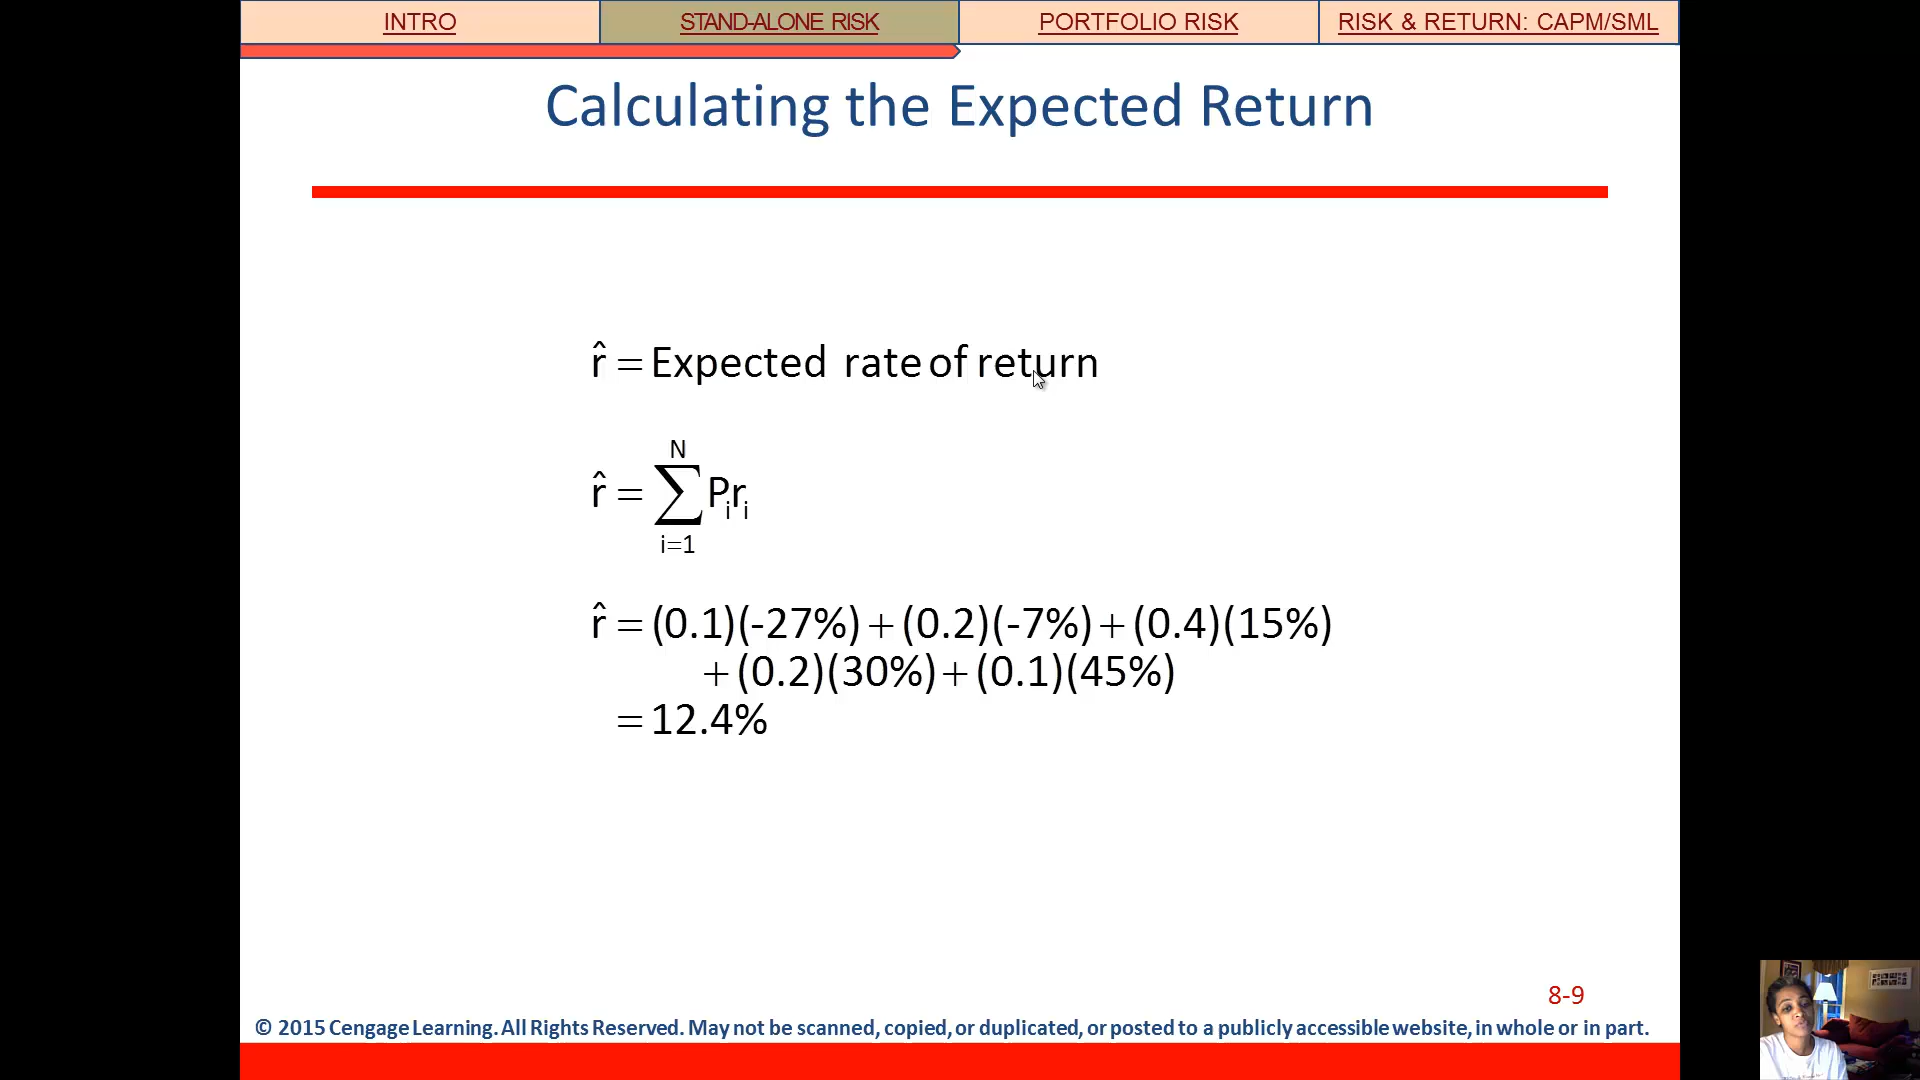 INTRO
STAND-ALONE RISK
PORTFOLIO RISK
RISK & RETURN: CAPM/SML
Calculating the Expected Return
r̂ = Expected rate of return
N
r̂ = ∑ Pᵢrᵢ
i=1
r̂ = (0.1)(-27%) + (0.2)(-7%) + (0.4)(15%)
+ (0.2)(30%) + (0.1)(45%)
= 12.4%
8-9
© 2015 Cengage Learning. All Rights Reserved. May not be scanned, copied, or duplicated, or posted to a publicly accessible website, in whole or in part.